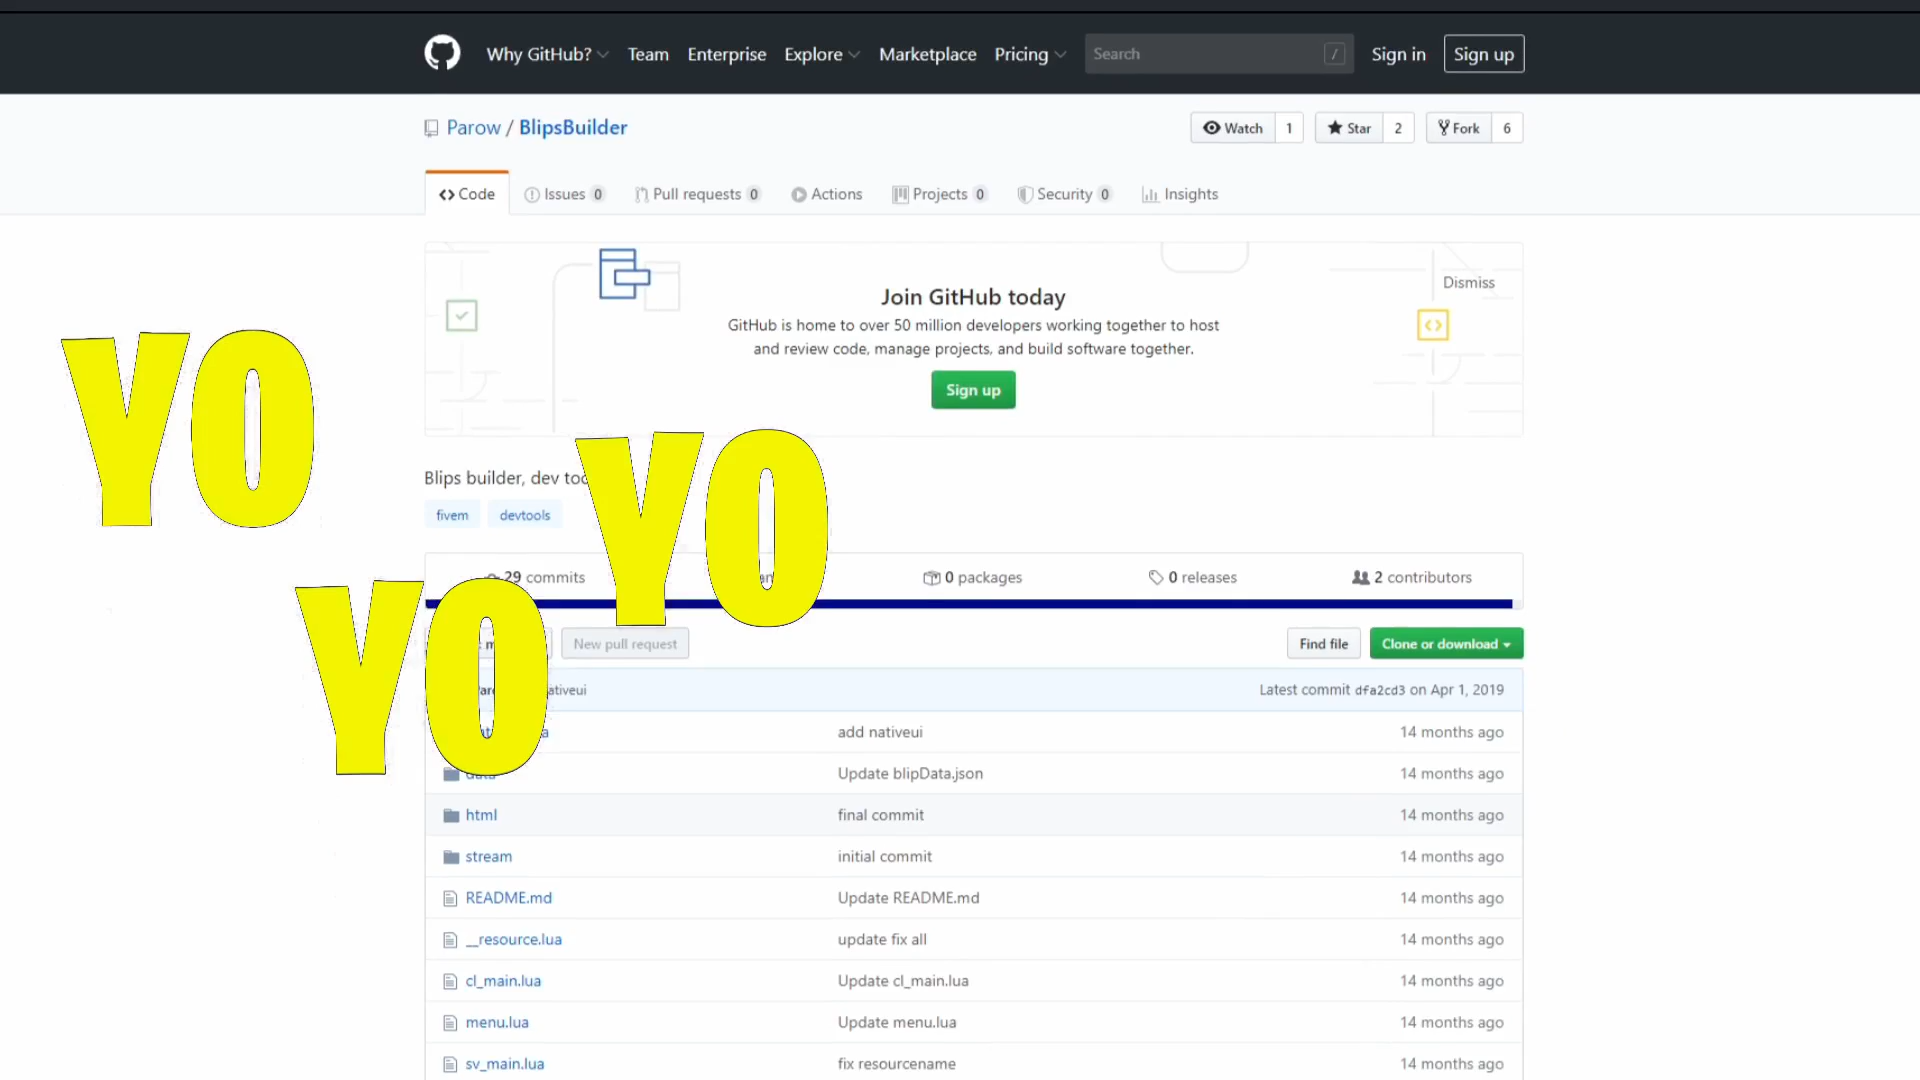 Why GitHub? Team Enterprise Explore Marketplace Pricing Search / Sign in Sign up
Parow / BlipsBuilder Watch 1 Star 2 Fork 6
Code Issues 0 Pull requests 0 Actions Projects 0 Security 0 Insights
Dismiss
Join GitHub today
GitHub is home to over 50 million developers working together to host
and review code, manage projects, and build software together.
Sign up
YO
YO
YO
Blips builder, dev
fivem devtools
29 commits 0 packages 0 releases 2 contributors
New pull request Find file Clone or download
Latest commit dfa2cd3 on Apr 1, 2019
add nativeui 14 months ago
data Update blipData.json 14 months ago
html final commit 14 months ago
stream initial commit 14 months ago
README.md Update README.md 14 months ago
__resource.lua update fix all 14 months ago
cl_main.lua Update cl_main.lua 14 months ago
menu.lua Update menu.lua 14 months ago
sv_main.lua fix resourcename 14 months ago